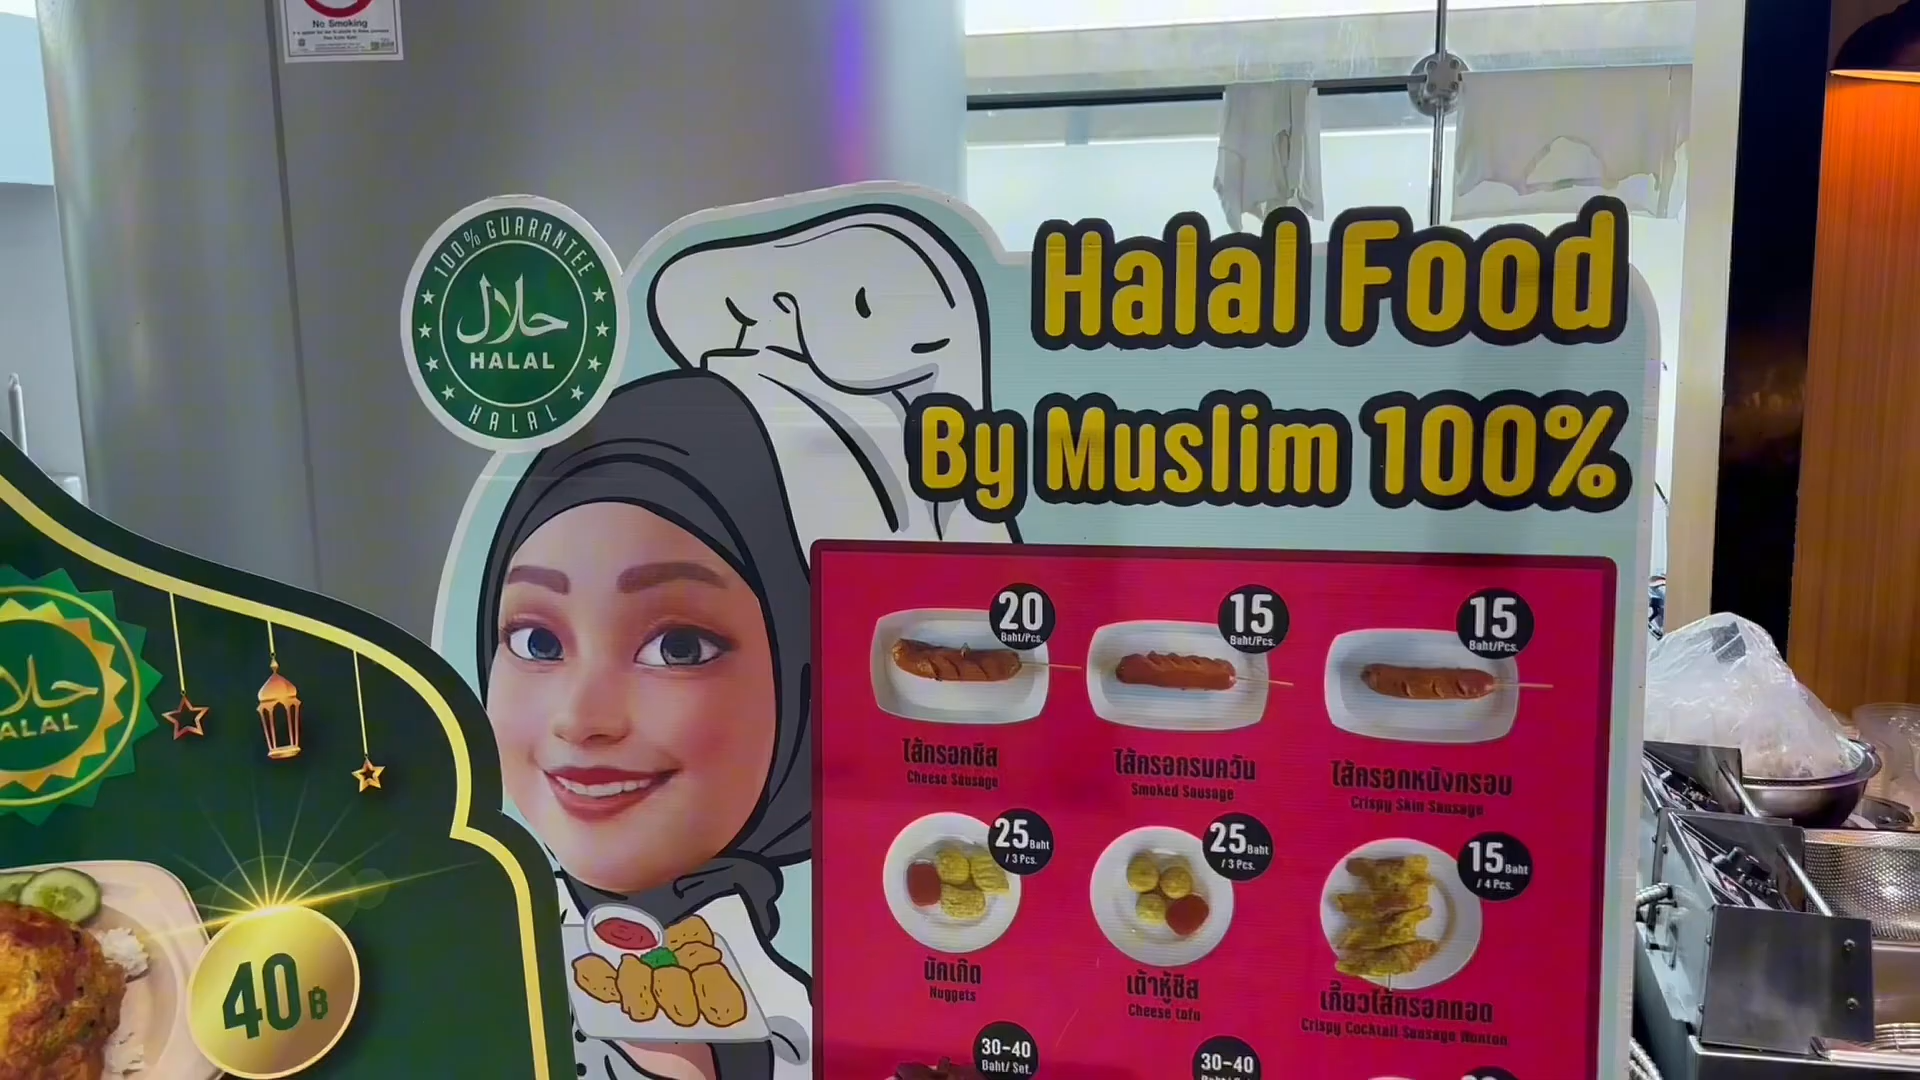 No Smoking
100% GUARANTEE
حلال
HALAL
HALAL
Halal Food
By Muslim 100%
20
Baht/Pcs.
15
Baht/Pcs.
15
Baht/Pcs.
ไส้กรอกชีส
Cheese Sausage
ไส้กรอกรมควัน
Smoked Sausage
ไส้กรอกหนังกรอบ
Crispy Skin Sausage
25 Baht
/ 3 Pcs.
25 Baht
/ 3 Pcs.
15 Baht
/ 4 Pcs.
นักเก็ต
Nuggets
เต้าหู้ชีส
Cheese tofu
เกี๊ยวไส้กรอกทอด
Crispy Cocktail Sausage Wonton
30-40
Baht/ Set.
30-40
ALAL
40฿